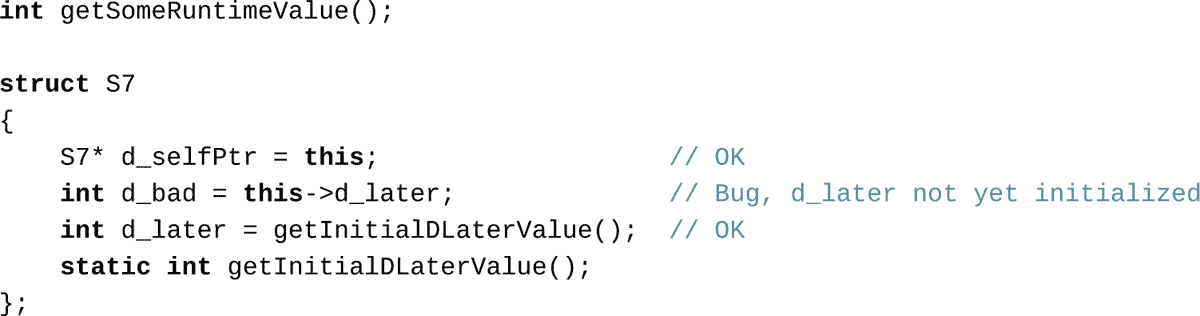 int getSomeRuntimeValue();

struct S7
{
    S7* d_selfPtr = this;                   // OK
    int d_bad = this->d_later;              // Bug, d_later not yet initialized
    int d_later = getInitialDLaterValue();  // OK
    static int getInitialDLaterValue();
};